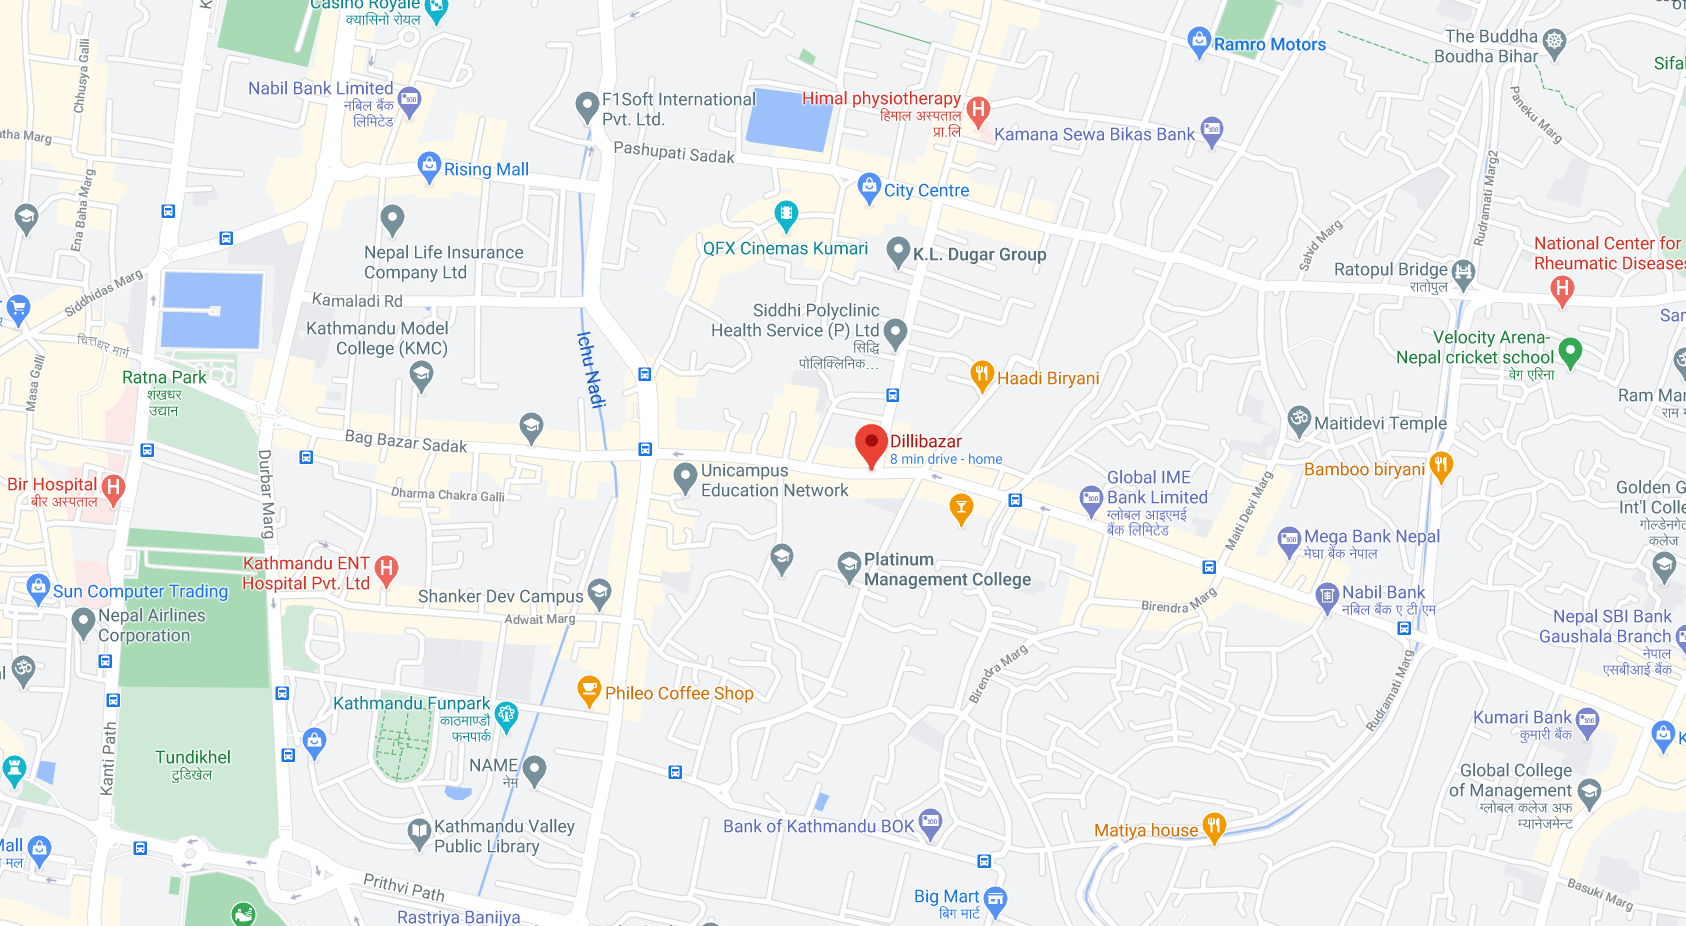 Casino Royale
क्यासिनो रोयल
The Buddha
Boudha Bihar
Ramro Motors
Chhusya Galli
Nabil Bank Limited
नबिल बैंक
लिमिटेड
F1Soft International
Pvt. Ltd.
Himal physiotherapy
हिमाल अस्पताल
प्रा.लि
Kamana Sewa Bikas Bank
Paneku Marg
Marg
Pashupati Sadak
Rising Mall
City Centre
Ena Baha Marg
Rudramati Marg2
QFX Cinemas Kumari
K.L. Dugar Group
Sahid Marg
National Center for
Rheumatic Diseases
Nepal Life Insurance
Company Ltd
Ratopul Bridge
रातोपुल
Siddhidas Marg
Kamaladi Rd
Siddhi Polyclinic
Health Service (P) Ltd
सिद्धि
पोलिक्लिनिक...
Kathmandu Model
College (KMC)
चित्तधर मार्ग
Ichu Nadi
Velocity Arena-
Nepal cricket school
वेग एरिना
Masa Galli
Ratna Park
शंखधर
उद्यान
Haadi Biryani
Maitidevi Temple
Bag Bazar Sadak
Dillibazar
8 min drive - home
Durbar Marg
Unicampus
Education Network
Bamboo biryani
Global IME
Bank Limited
ग्लोबल आइएमई
बैंक लिमिटेड
Bir Hospital
बीर अस्पताल
Dharma Chakra Galli
Maiti Devi Marg
Golden
Int'l
गोल्डेनगेट
कलेज
Mega Bank Nepal
मेघा बैंक नेपाल
Kathmandu ENT
Hospital Pvt. Ltd
Platinum
Management College
Sun Computer Trading
Shanker Dev Campus
Nabil Bank
नबिल बैंक ए टी एम
Birendra Marg
Nepal Airlines
Corporation
Adwait Marg
Nepal SBI Bank
Gaushala Branch
नेपाल
एसबीआई बैंक
Birendra Marg
Rudramati Marg
Phileo Coffee Shop
Kathmandu Funpark
काठमाण्डौ
फनपार्क
Kumari Bank
कुमारी बैंक
Kanti Path
Tundikhel
टुडिखेल
NAME
नेम
Global College
of Management
ग्लोबल कलेज अफ
म्यानेजमेन्ट
Kathmandu Valley
Public Library
Bank of Kathmandu BOK
Matiya house
Mall
मल
Prithvi Path
Big Mart
बिग मार्ट
Basuki Marg
Rastriya Banijya